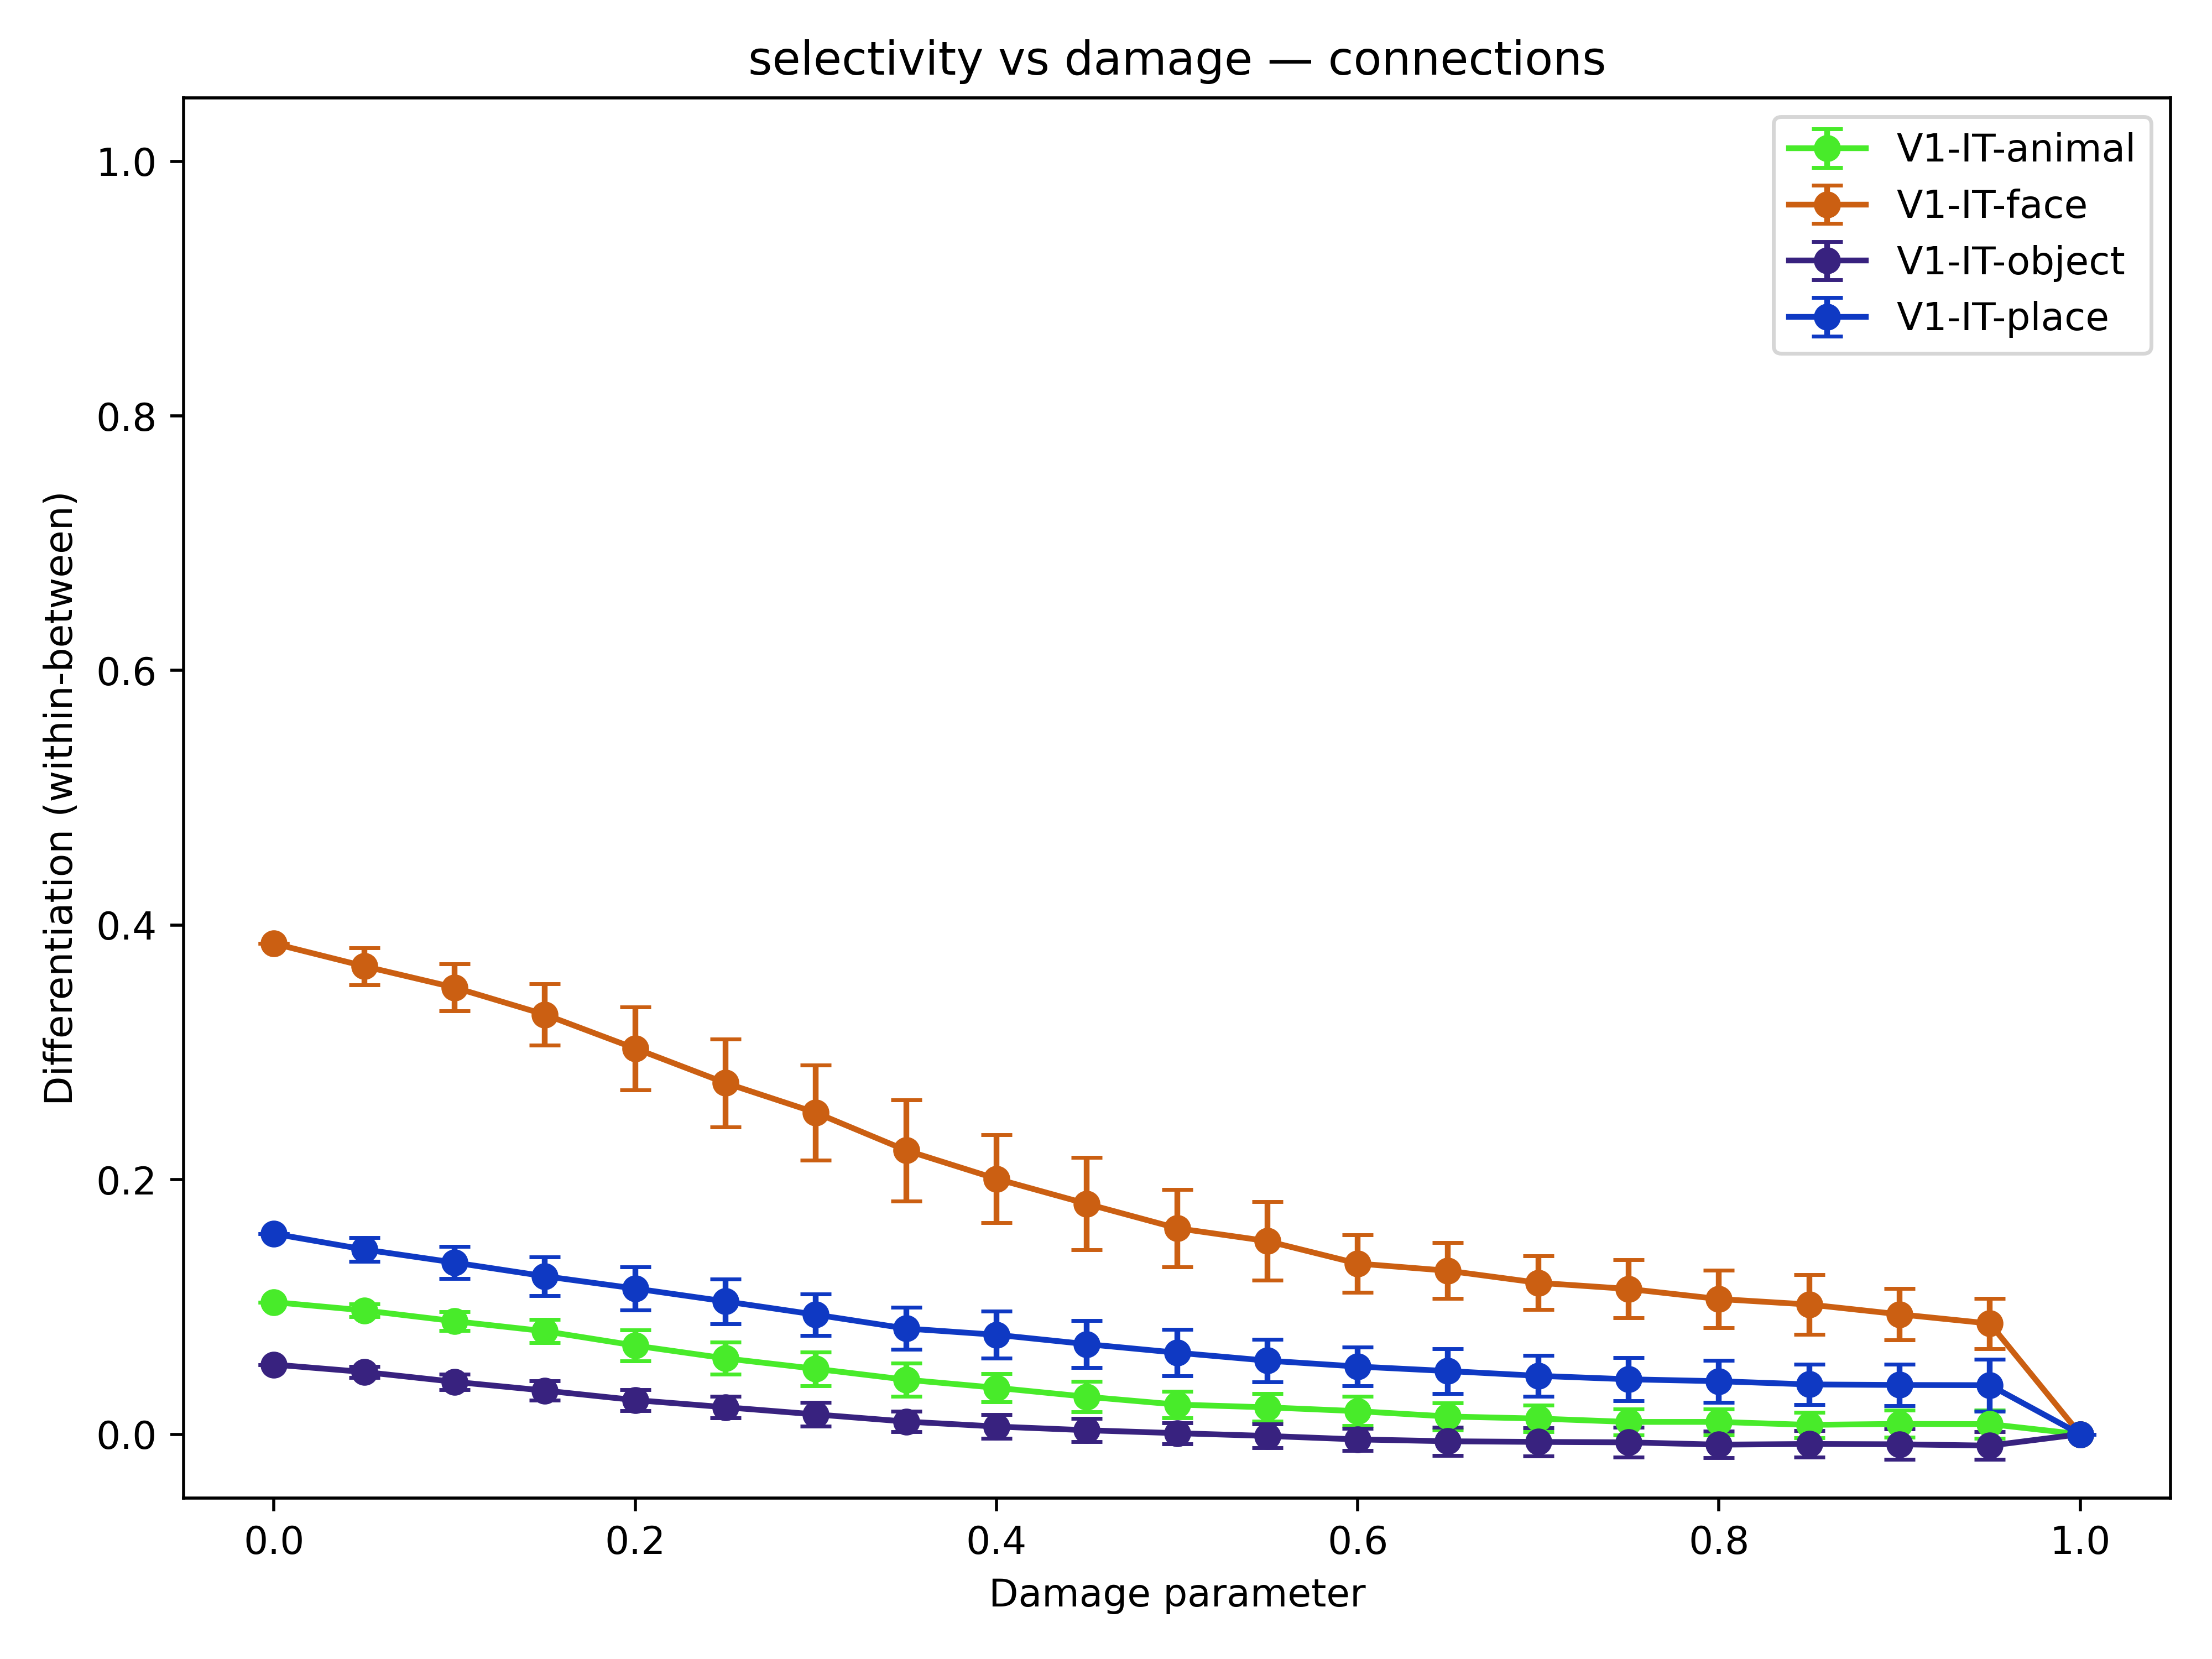 selectivity vs damage — connections
V1-IT-animal
V1-IT-face
V1-IT-object
V1-IT-place
Differentiation (within-between)
1.0
0.8
0.6
0.4
0.2
0.0
0.0 0.2 0.4 0.6 0.8 1.0
Damage parameter